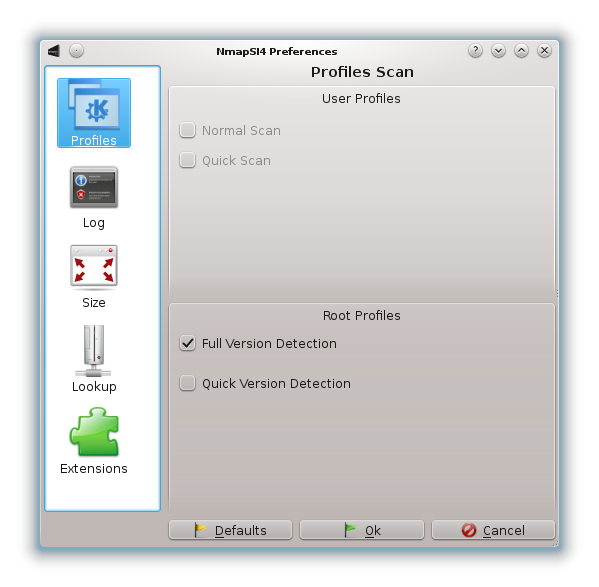 NmapSI4 Preferences
Profiles Scan
Profiles
Log
Size
Lookup
Extensions
User Profiles
Normal Scan
Quick Scan
Root Profiles
Full Version Detection
Quick Version Detection
Defaults
Ok
Cancel